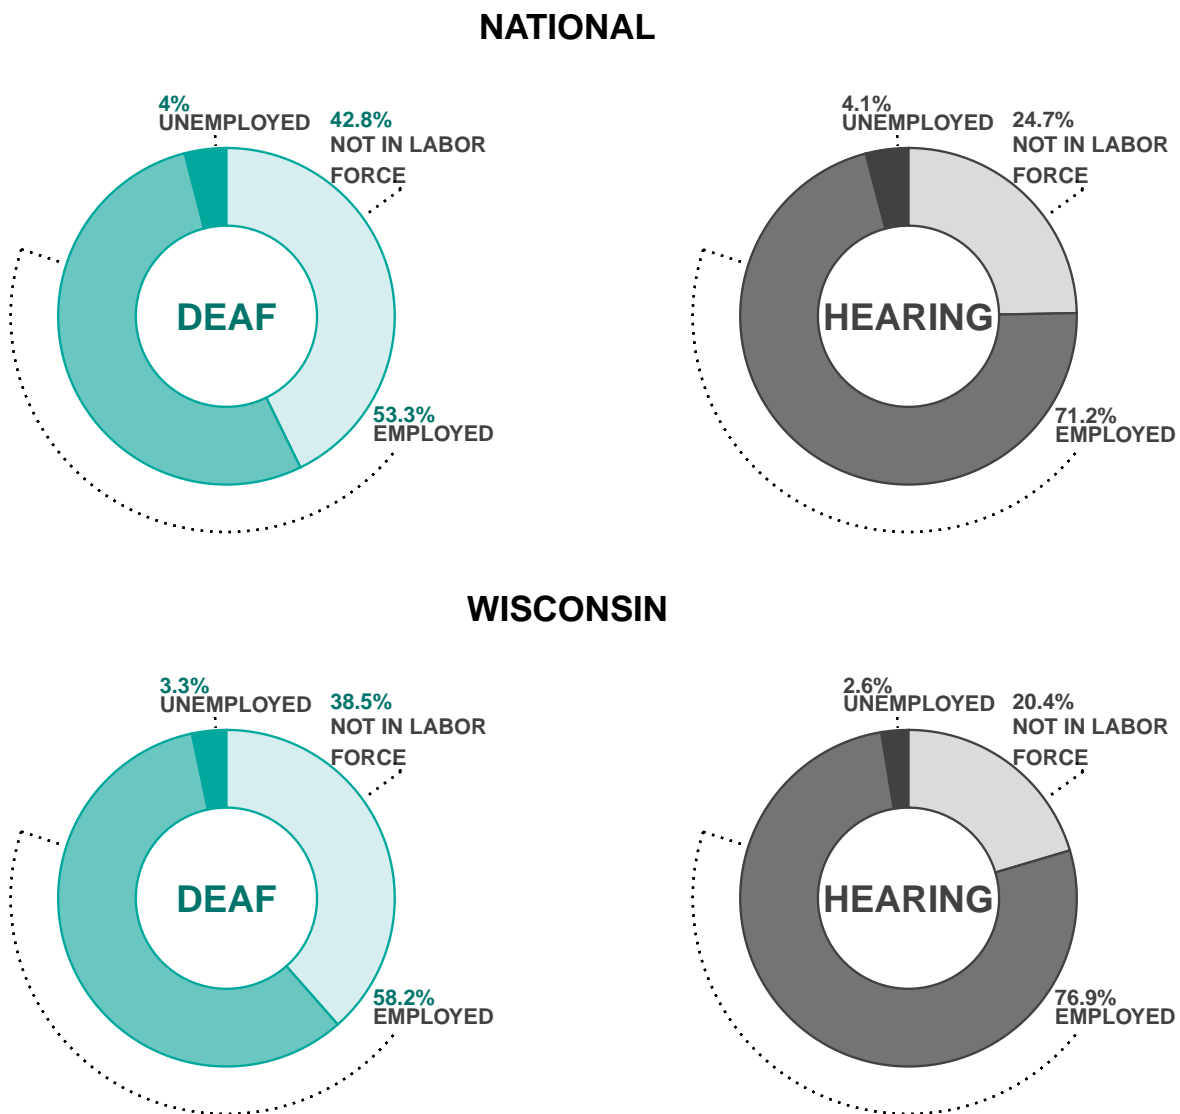 NATIONAL
4%
UNEMPLOYED
42.8%
NOT IN LABOR
FORCE
DEAF
53.3%
EMPLOYED
4.1%
UNEMPLOYED
24.7%
NOT IN LABOR
FORCE
HEARING
71.2%
EMPLOYED
WISCONSIN
3.3%
UNEMPLOYED
38.5%
NOT IN LABOR
FORCE
DEAF
58.2%
EMPLOYED
2.6%
UNEMPLOYED
20.4%
NOT IN LABOR
FORCE
HEARING
76.9%
EMPLOYED